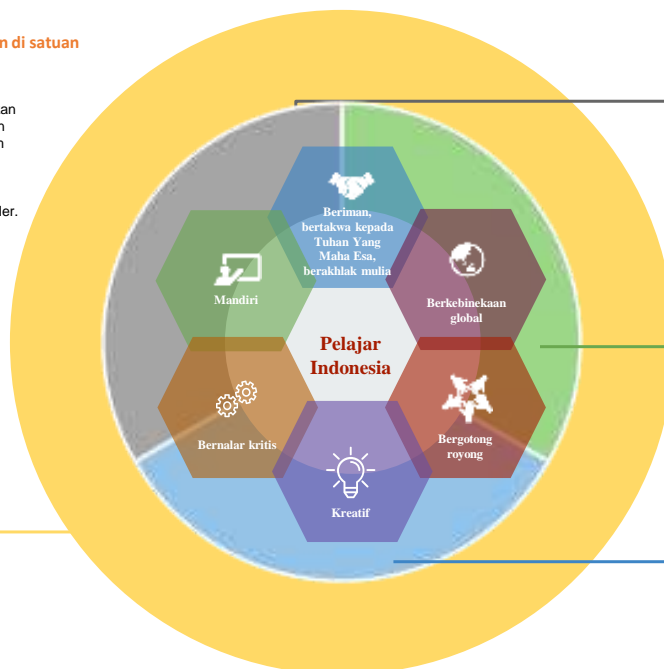 n di satuan
an
n
n
ler.
Beriman,
bertakwa kepada
Tuhan Yang
Maha Esa,
berakhlak mulia
Mandiri
Berkebinekaan
global
Pelajar
Indonesia
Bernalar kritis
Bergotong
royong
Kreatif